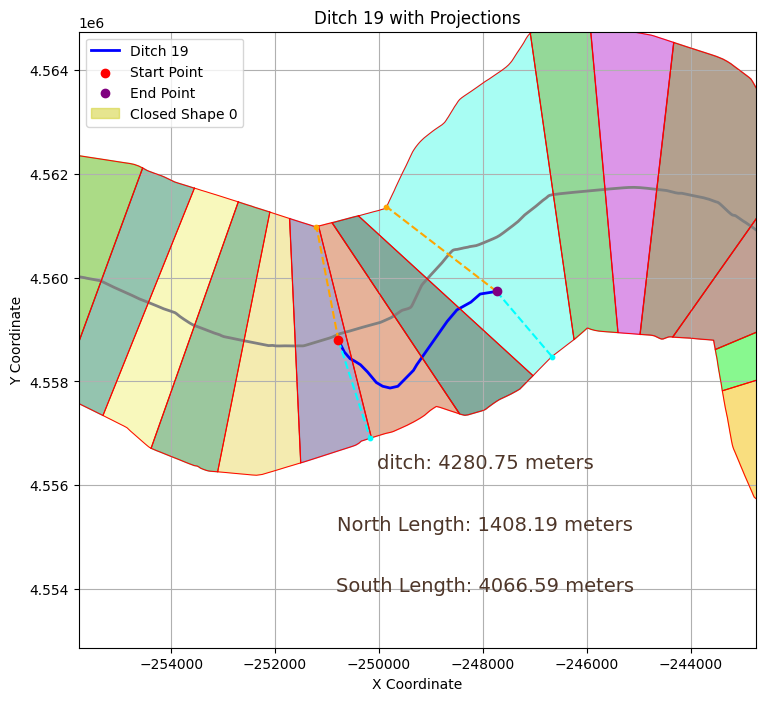 Ditch 19 with Projections
1e6
Ditch 19
Start Point
End Point
Closed Shape 0
4.564
4.562
4.560
4.558
4.556
4.554
Y Coordinate
ditch: 4280.75 meters
North Length: 1408.19 meters
South Length: 4066.59 meters
−254000 −252000 −250000 −248000 −246000 −244000
X Coordinate